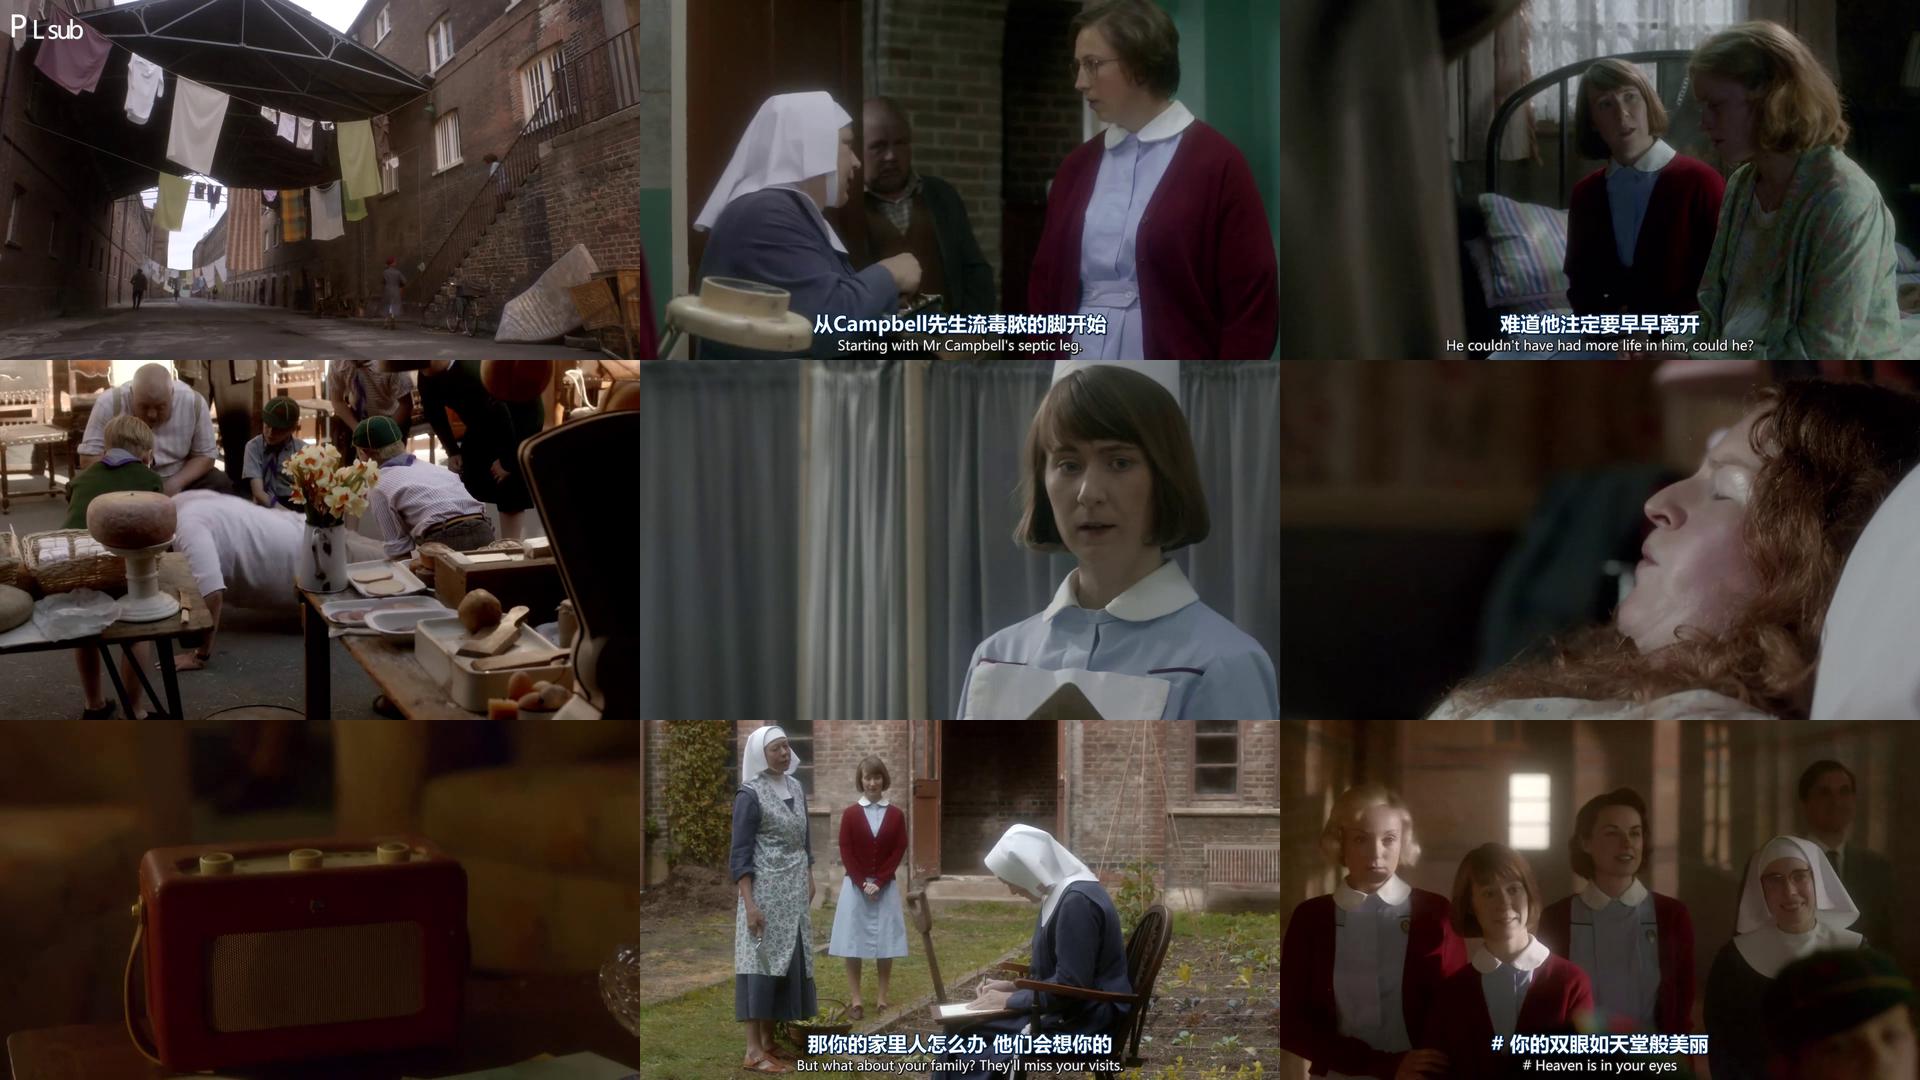 PLsub
从Campbell先生流毒脓的脚开始
Starting with Mr Campbell's septic leg.
难道他注定要早早离开
He couldn't have had more life in him, could he?
那你的家里人怎么办 他们会想你的
But what about your family? They'll miss your visits.
# 你的双眼如天堂般美丽
# Heaven is in your eyes